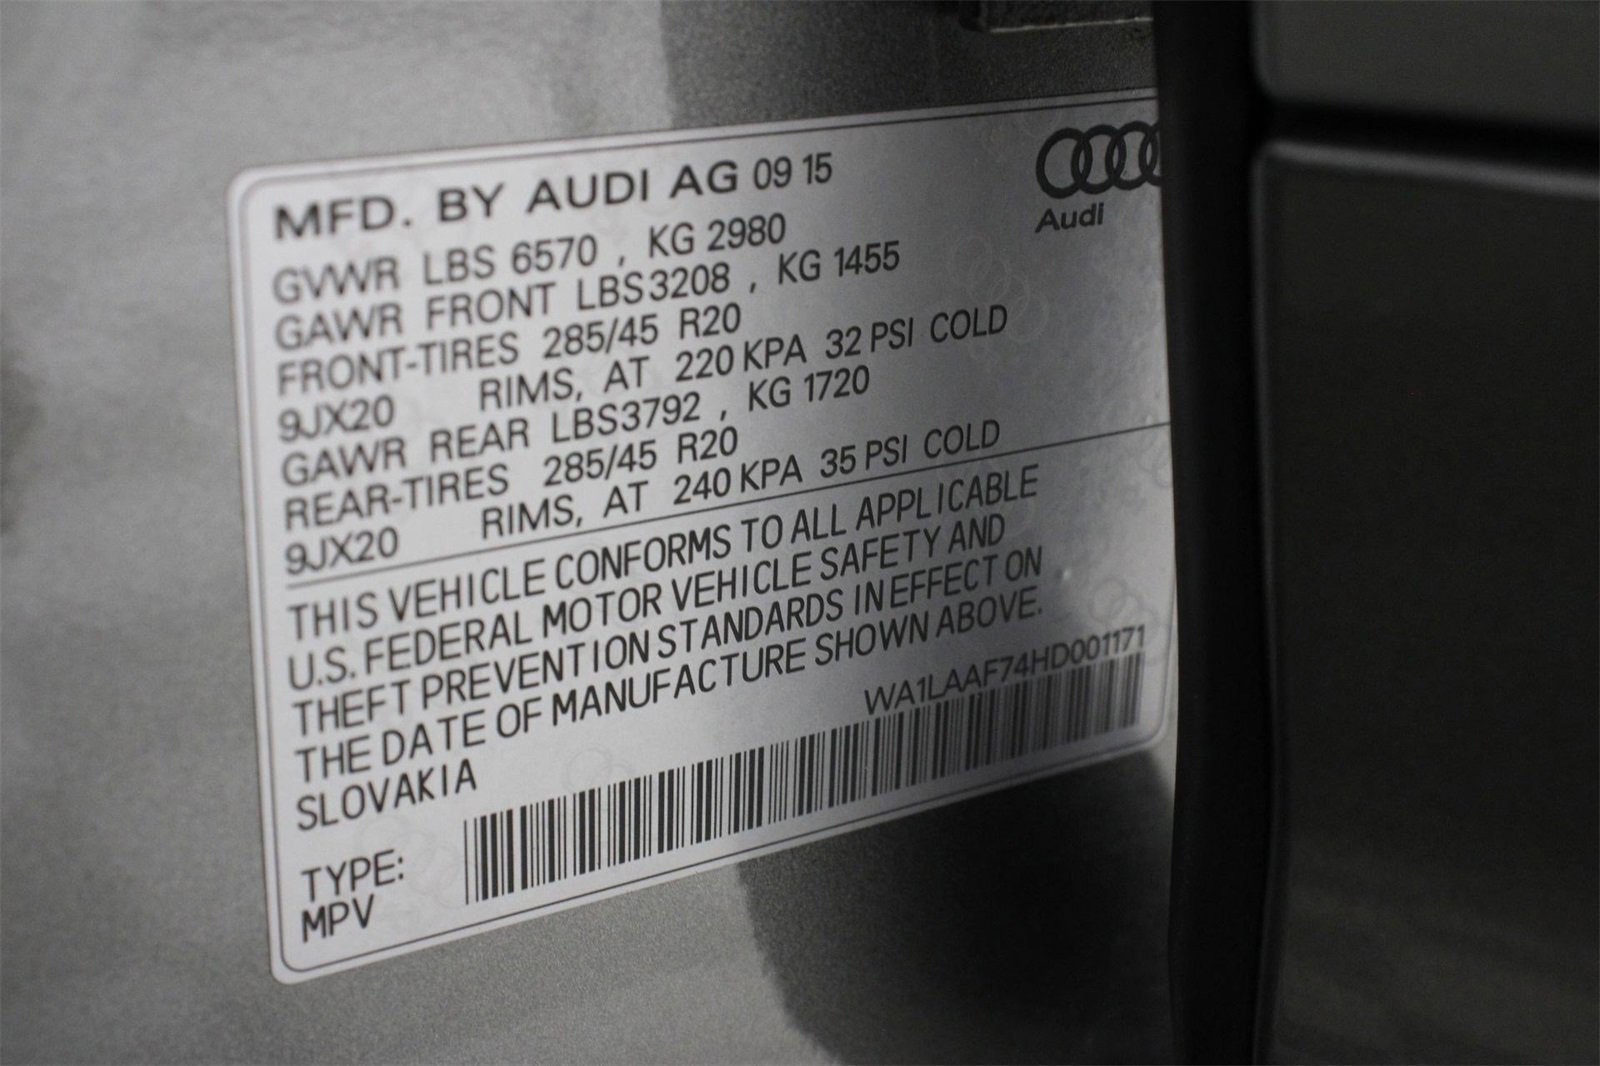 MFD. BY AUDI AG 09 15
Audi
GVWR LBS 6570 , KG 2980
GAWR FRONT LBS3208 , KG 1455
FRONT-TIRES 285/45 R20
9JX20 RIMS, AT 220 KPA 32 PSI COLD
GAWR REAR LBS3792 , KG 1720
REAR-TIRES 285/45 R20
9JX20 RIMS, AT 240 KPA 35 PSI COLD
THIS VEHICLE CONFORMS TO ALL APPLICABLE
U.S. FEDERAL MOTOR VEHICLE SAFETY AND
THEFT PREVENTION STANDARDS IN EFFECT ON
THE DATE OF MANUFACTURE SHOWN ABOVE.
SLOVAKIA
WA1LAAF74HD001171
TYPE:
MPV